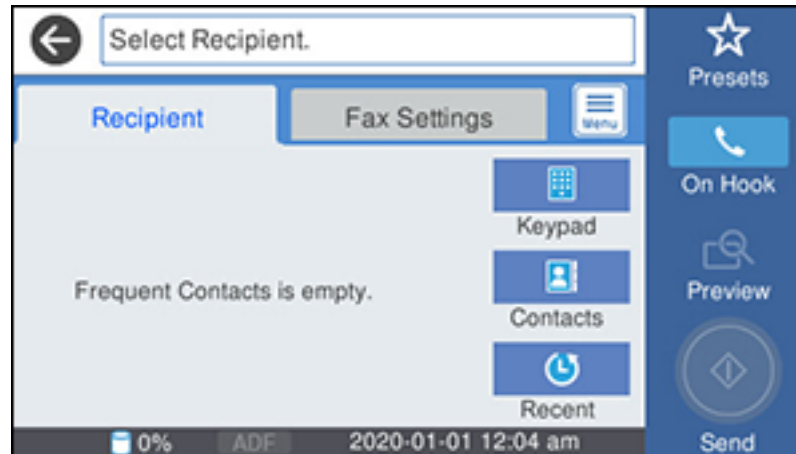 Select Recipient.
Presets
Recipient
Fax Settings
Menu
On Hook
Keypad
Preview
Frequent Contacts is empty.
Contacts
Recent
0%
ADF
2020-01-01 12:04 am
Send